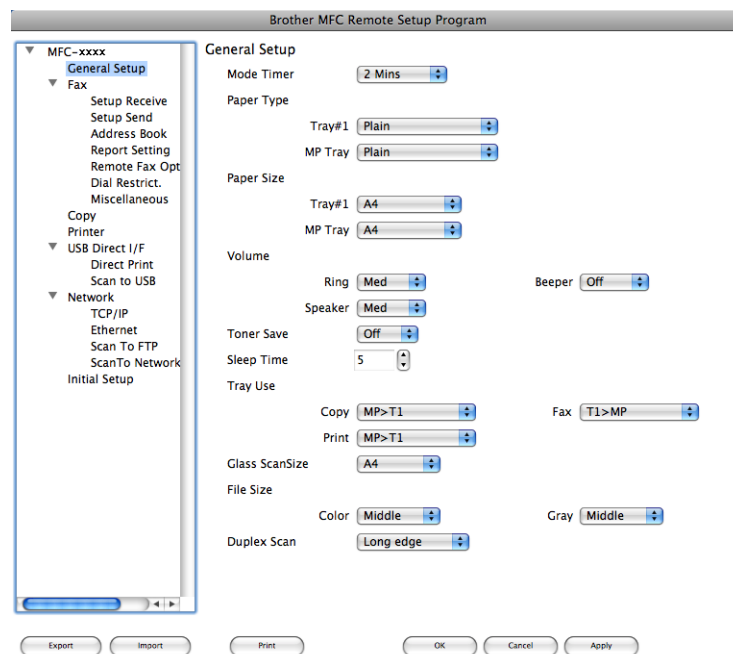 Brother MFC Remote Setup Program
MFC-xxxx
General Setup
Fax
Setup Receive
Setup Send
Address Book
Report Setting
Remote Fax Opt
Dial Restrict.
Miscellaneous
Copy
Printer
USB Direct I/F
Direct Print
Scan to USB
Network
TCP/IP
Ethernet
Scan To FTP
ScanTo Network
Initial Setup
General Setup
Mode Timer 2 Mins
Paper Type
Tray#1 Plain
MP Tray Plain
Paper Size
Tray#1 A4
MP Tray A4
Volume
Ring Med Beeper Off
Speaker Med
Toner Save Off
Sleep Time 5
Tray Use
Copy MP>T1 Fax T1>MP
Print MP>T1
Glass ScanSize A4
File Size
Color Middle Gray Middle
Duplex Scan Long edge
Export Import Print OK Cancel Apply